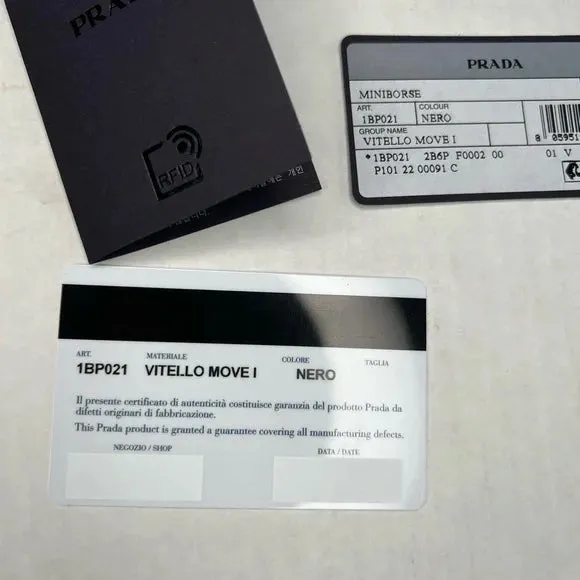 PRADA
RFID
PRADA
MINIBORSE
ART. COLOUR
1BP021 NERO
GROUP NAME
VITELLO MOVE I
*1BP021 2B6P F0002 00 01 V
P101 22 00091 C
8 05951
ART. MATERIALE COLORE TAGLIA
1BP021 VITELLO MOVE I NERO
Il presente certificato di autenticità costituisce garanzia del prodotto Prada da
difetti originari di fabbricazione.
This Prada product is granted a guarantee covering all manufacturing defects.
NEGOZIO / SHOP DATA / DATE